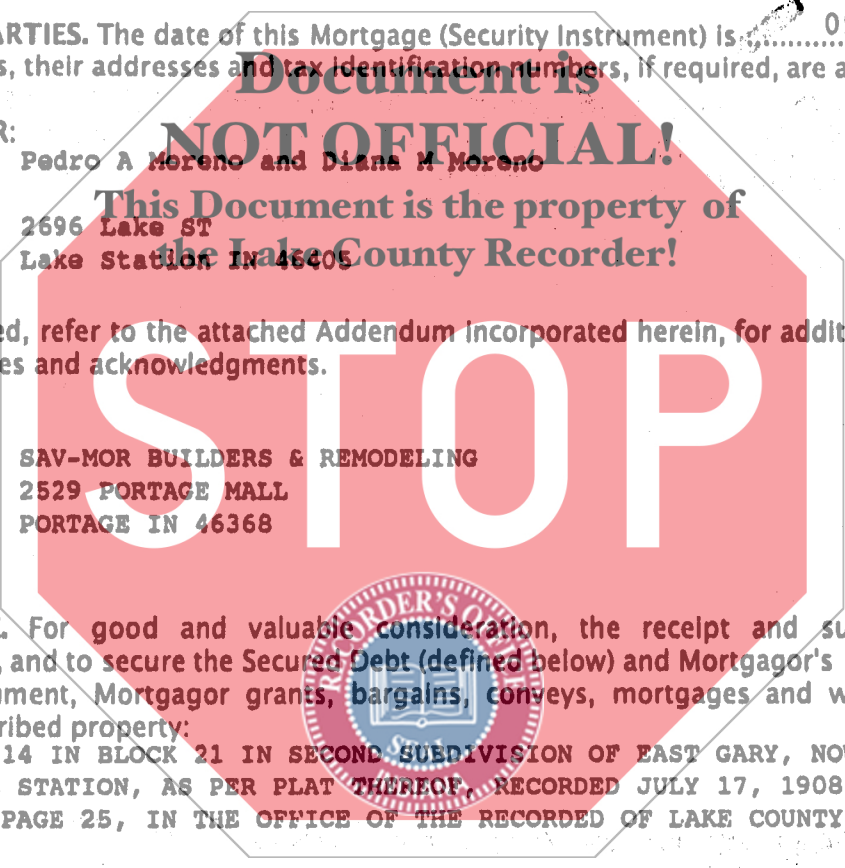 ARTIES. The date of this Mortgage (Security Instrument) is
s, their addresses and tax identification numbers, if required, are a
Document is
NOT OFFICIAL!
R:
Pedro A Moreno and Diana M Moreno
This Document is the property of
2696 Lake ST
the Lake County Recorder!
Lake Station IN 46405
ed, refer to the attached Addendum incorporated herein, for addit
es and acknowledgments.
STOP
SAV-MOR BUILDERS & REMODELING
2529 PORTAGE MALL
PORTAGE IN 46368
RECORDER'S OFFICE
. For good and valuable consideration, the receipt and su
, and to secure the Secured Debt (defined below) and Mortgagor's
ument, Mortgagor grants, bargains, conveys, mortgages and w
ribed property:
SEAL
14 IN BLOCK 21 IN SECOND SUBDIVISION OF EAST GARY, NO
STATION, AS PER PLAT THEREOF, RECORDED JULY 17, 1908
PAGE 25, IN THE OFFICE OF THE RECORDED OF LAKE COUNTY